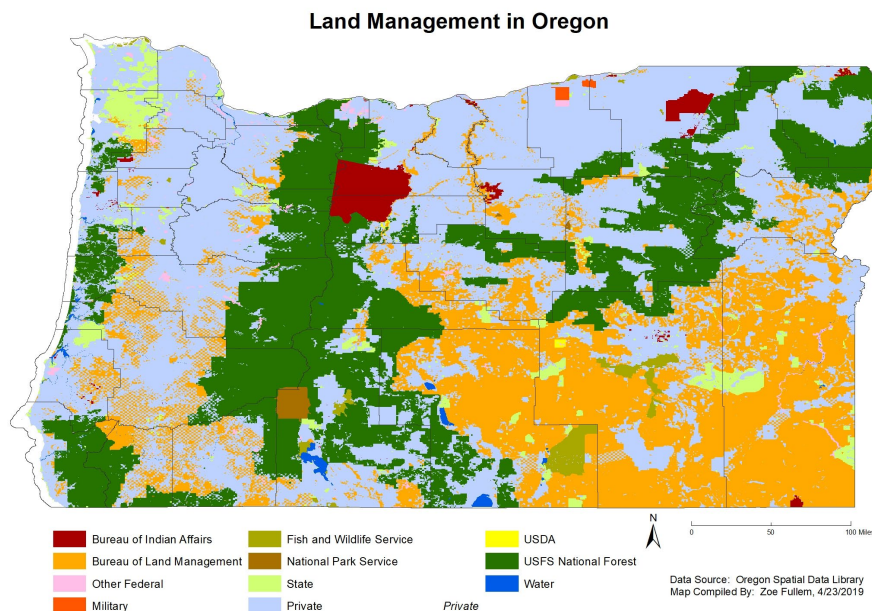 Land Management in Oregon
Bureau of Indian Affairs
Bureau of Land Management
Other Federal
Military
Fish and Wildlife Service
National Park Service
State
Private
Private
USDA
USFS National Forest
Water
N
0 50 100 Miles
Data Source: Oregon Spatial Data Library
Map Compiled By: Zoe Fullem, 4/23/2019